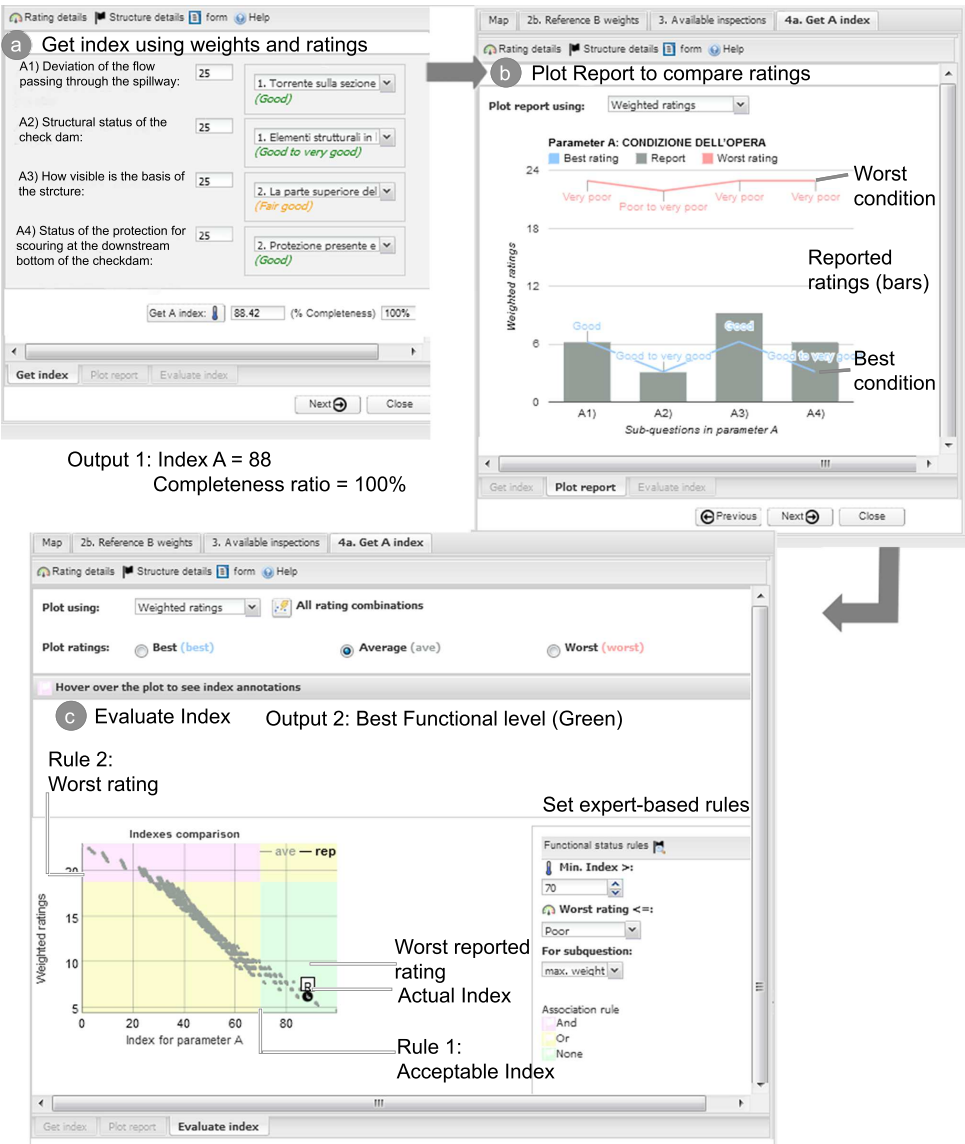 Rating details Structure details form Help
a Get index using weights and ratings
A1) Deviation of the flow
passing through the spillway:
25
1. Torrente sulla sezione
(Good)
A2) Structural status of the
check dam:
25
1. Elementi strutturali in
(Good to very good)
A3) How visible is the basis of
the strcture:
25
2. La parte superiore del
(Fair good)
A4) Status of the protection for
scouring at the downstream
bottom of the checkdam:
25
2. Protezione presente e
(Good)
Get A index: 88.42 (% Completeness) 100%
Get index Plot report Evaluate index
Next Close
Output 1: Index A = 88
Completeness ratio = 100%
Map 2b. Reference B weights 3. Available inspections 4a. Get A index
Rating details Structure details form Help
b Plot Report to compare ratings
Plot report using: Weighted ratings
Parameter A: CONDIZIONE DELL'OPERA
Best rating Report Worst rating
24
18
12
6
0
Weighted ratings
Very poor Poor to very poor Very poor Very poor
Worst
condition
Reported
ratings (bars)
Good Good to very good Good Good to very good
Best
condition
A1) A2) A3) A4)
Sub-questions in parameter A
Get index Plot report Evaluate index
Previous Next Close
Map 2b. Reference B weights 3. Available inspections 4a. Get A index
Rating details Structure details form Help
Plot using: Weighted ratings All rating combinations
Plot ratings: Best (best) Average (ave) Worst (worst)
Hover over the plot to see index annotations
c Evaluate Index Output 2: Best Functional level (Green)
Rule 2:
Worst rating
Set expert-based rules
Indexes comparison
ave rep
20
15
10
5
Weighted ratings
R
0 20 40 60 80
Index for parameter A
Worst reported
rating
Actual Index
Rule 1:
Acceptable Index
Functional status rules
Min. Index >:
70
Worst rating <=:
Poor
For subquestion:
max. weight
Association rule
And
Or
None
Get index Plot report Evaluate index